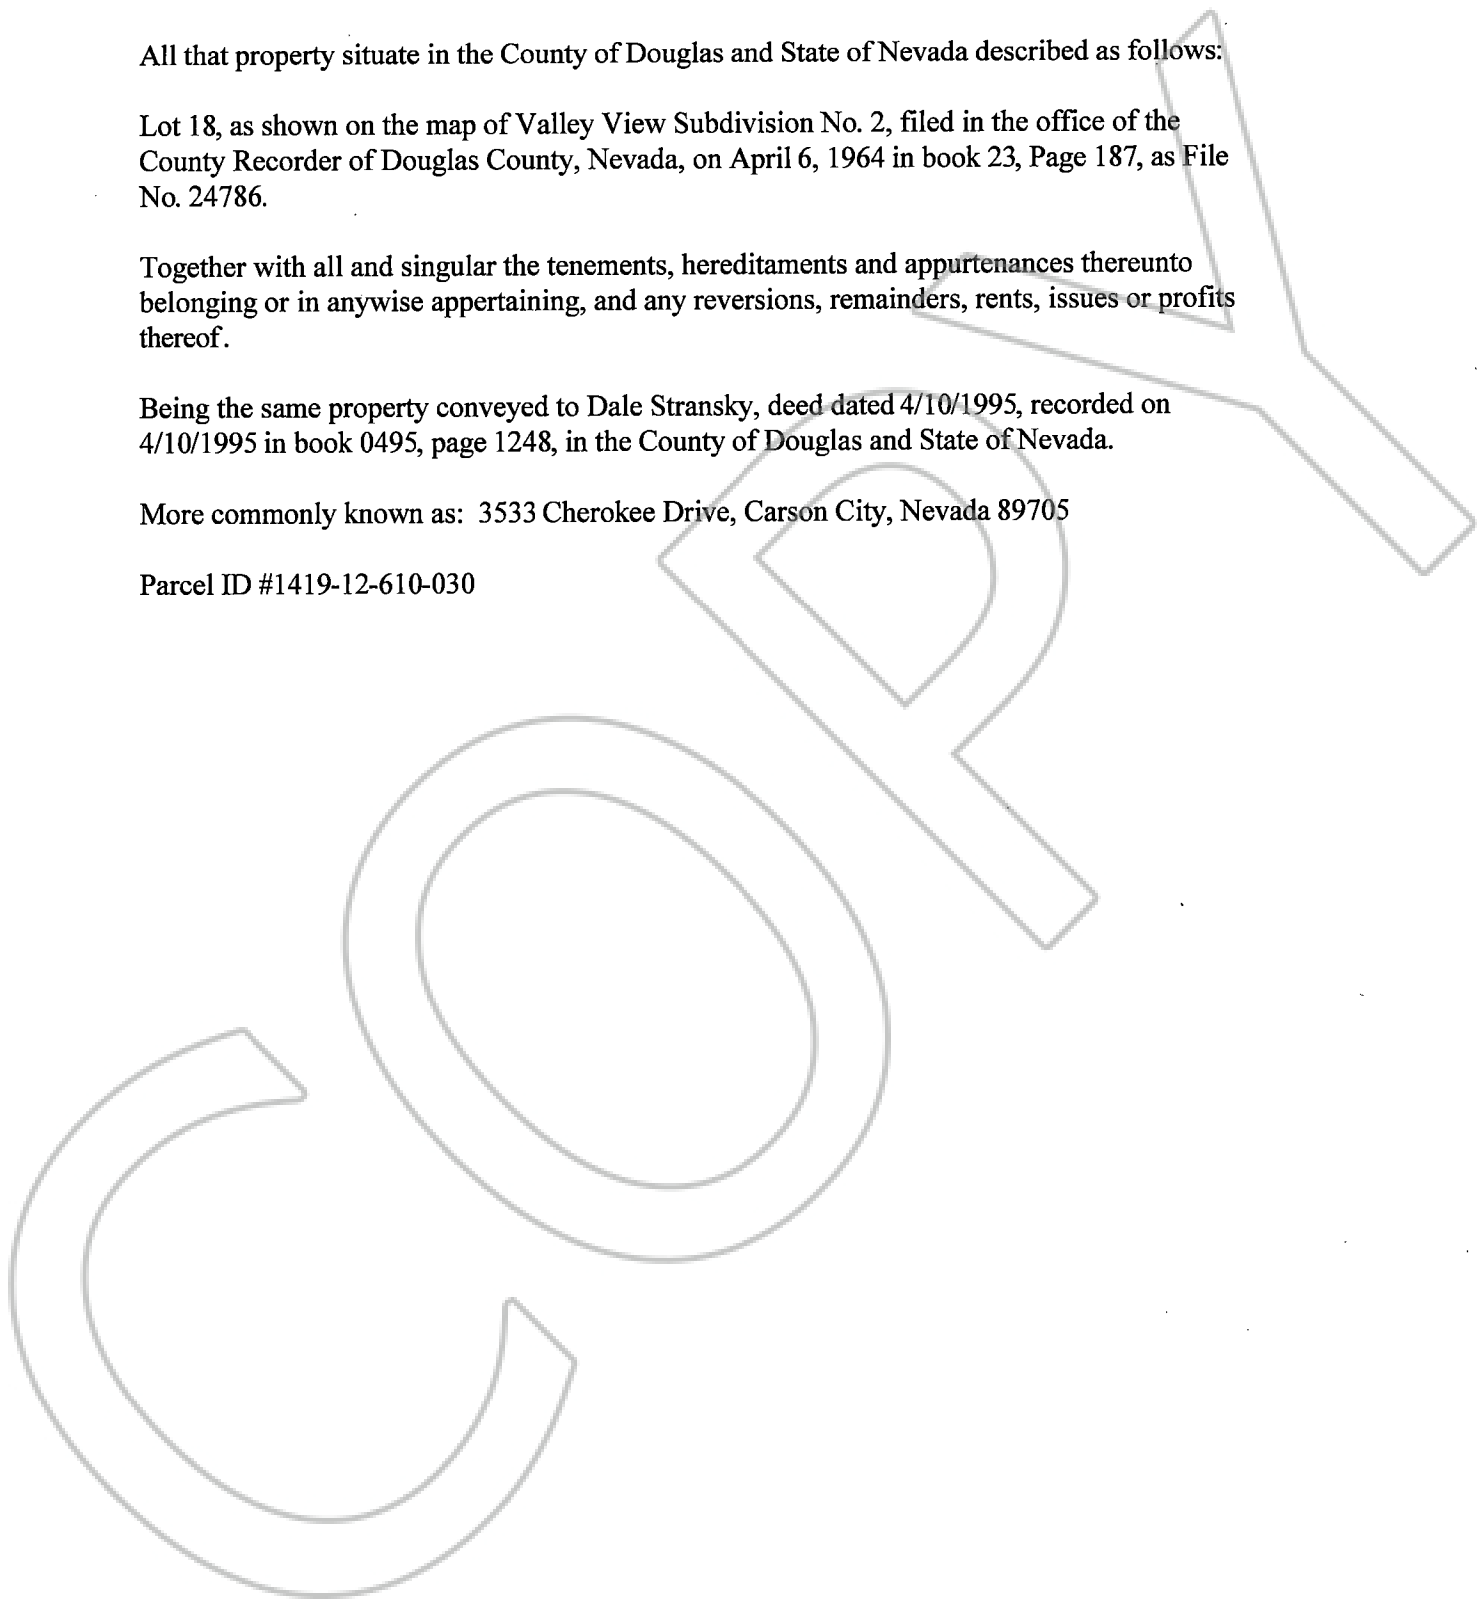 All that property situate in the County of Douglas and State of Nevada described as follows:
Lot 18, as shown on the map of Valley View Subdivision No. 2, filed in the office of the
County Recorder of Douglas County, Nevada, on April 6, 1964 in book 23, Page 187, as File
No. 24786.
Together with all and singular the tenements, hereditaments and appurtenances thereunto
belonging or in anywise appertaining, and any reversions, remainders, rents, issues or profits
thereof.
Being the same property conveyed to Dale Stransky, deed dated 4/10/1995, recorded on
4/10/1995 in book 0495, page 1248, in the County of Douglas and State of Nevada.
More commonly known as: 3533 Cherokee Drive, Carson City, Nevada 89705
Parcel ID #1419-12-610-030
COPY